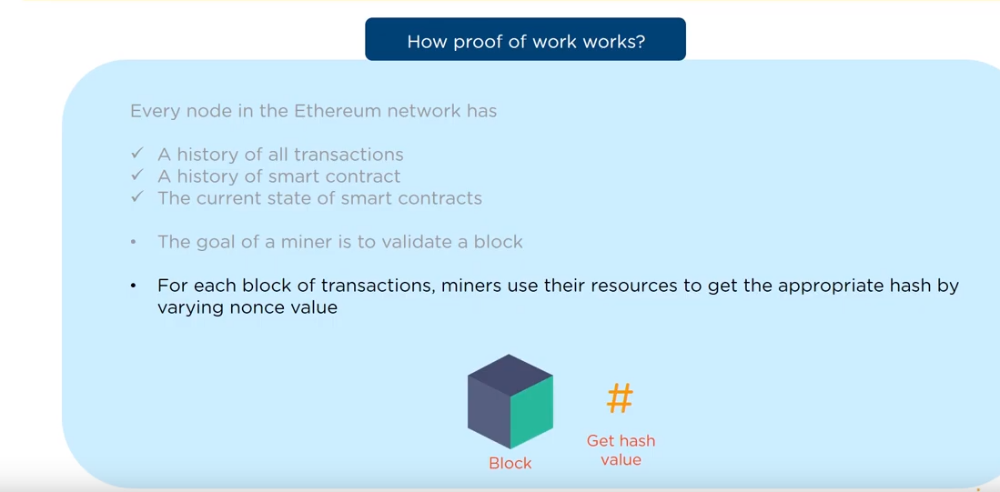 How proof of work works?
Every node in the Ethereum network has
✓ A history of all transactions
✓ A history of smart contract
✓ The current state of smart contracts
• The goal of a miner is to validate a block
• For each block of transactions, miners use their resources to get the appropriate hash by
varying nonce value
#
Get hash
value
Block